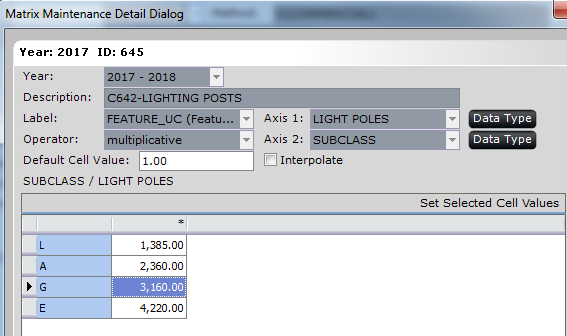 Matrix Maintenance Detail Dialog
Year: 2017 ID: 645
Year: 2017 - 2018
Description: C642-LIGHTING POSTS
Label: FEATURE_UC (Featu... Axis 1: LIGHT POLES Data Type
Operator: multiplicative Axis 2: SUBCLASS Data Type
Default Cell Value: 1.00 Interpolate
SUBCLASS / LIGHT POLES
Set Selected Cell Values
*
L 1,385.00
A 2,360.00
G 3,160.00
E 4,220.00